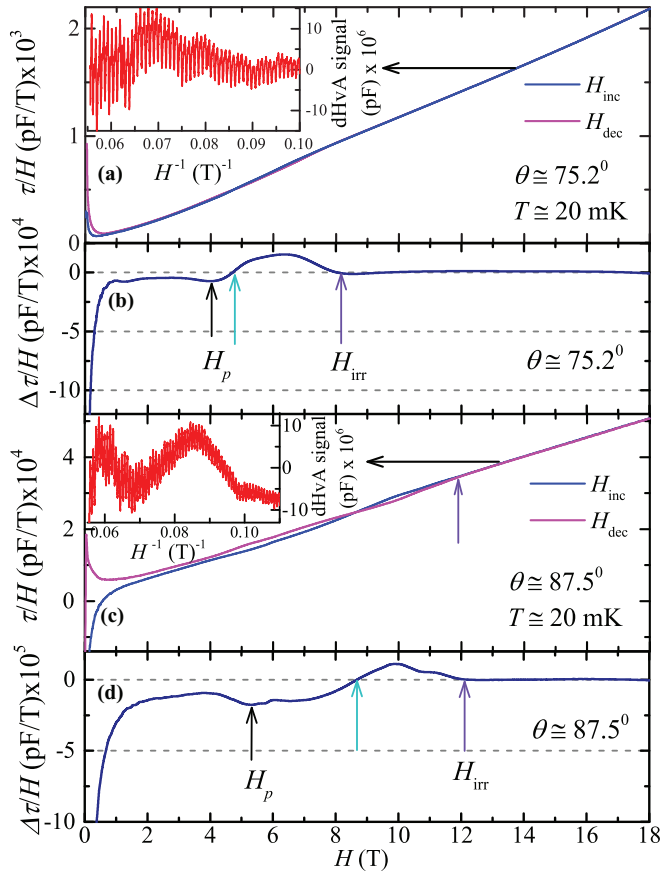 τ/H (pF/T)x10³
2
1
0
10
0
-10
dHvA signal
(pF) x 10⁶
0.06 0.07 0.08 0.09 0.10
H⁻¹ (T)⁻¹
H_inc
H_dec
(a)
θ ≅ 75.2⁰
T ≅ 20 mK
Δτ/H (pF/T)x10⁴
0
-5
-10
(b)
H_p
H_irr
θ ≅ 75.2⁰
τ/H (pF/T)x10⁴
4
2
0
10
0
-10
dHvA signal
(pF) x 10⁶
0.06 0.08 0.10
H⁻¹ (T)⁻¹
H_inc
H_dec
(c)
θ ≅ 87.5⁰
T ≅ 20 mK
Δτ/H (pF/T)x10⁵
0
-5
-10
(d)
H_p
H_irr
θ ≅ 87.5⁰
0 2 4 6 8 10 12 14 16 18
H (T)